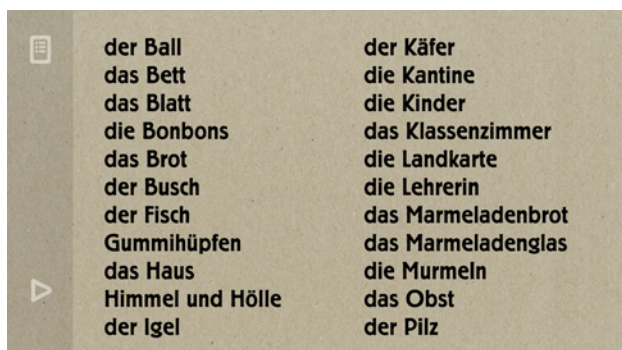 der Ball
das Bett
das Blatt
die Bonbons
das Brot
der Busch
der Fisch
Gummihüpfen
das Haus
Himmel und Hölle
der Igel
der Käfer
die Kantine
die Kinder
das Klassenzimmer
die Landkarte
die Lehrerin
das Marmeladenbrot
das Marmeladenglas
die Murmeln
das Obst
der Pilz